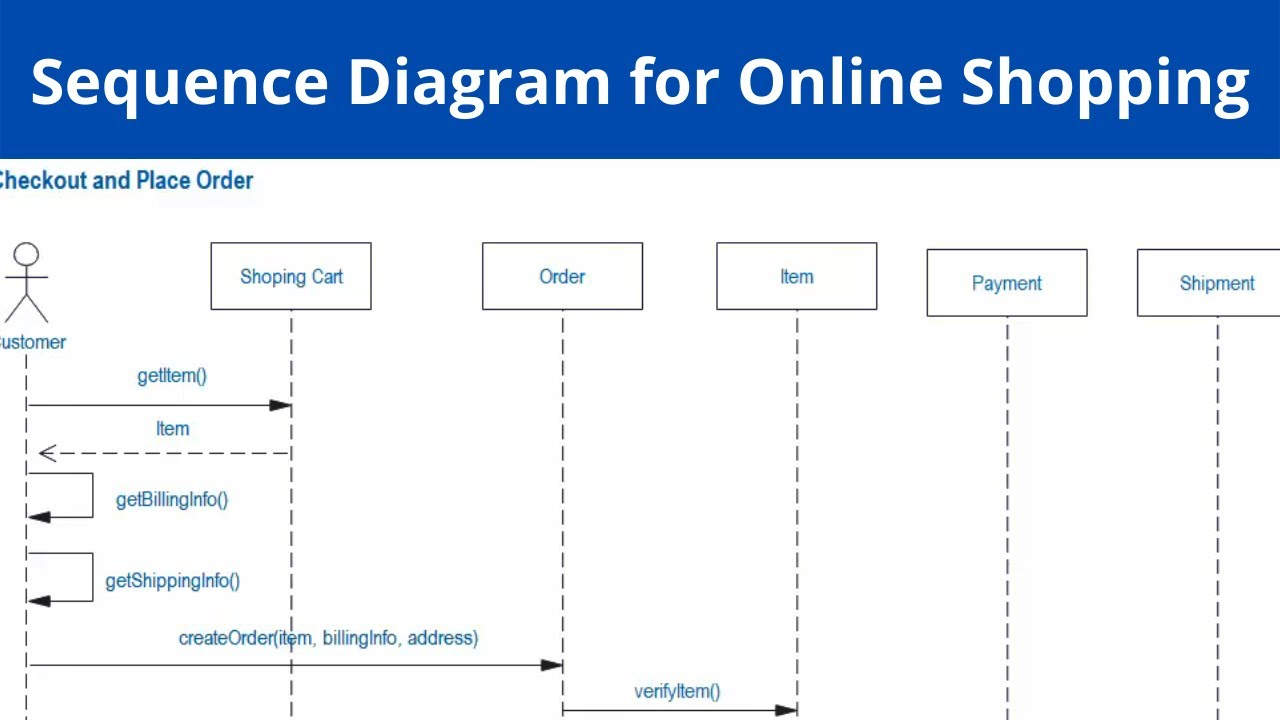 Sequence Diagram for Online Shopping
Checkout and Place Order
Shoping Cart
Order
Item
Payment
Shipment
Customer
getItem()
Item
getBillingInfo()
getShippingInfo()
createOrder(item, billingInfo, address)
verifyItem()